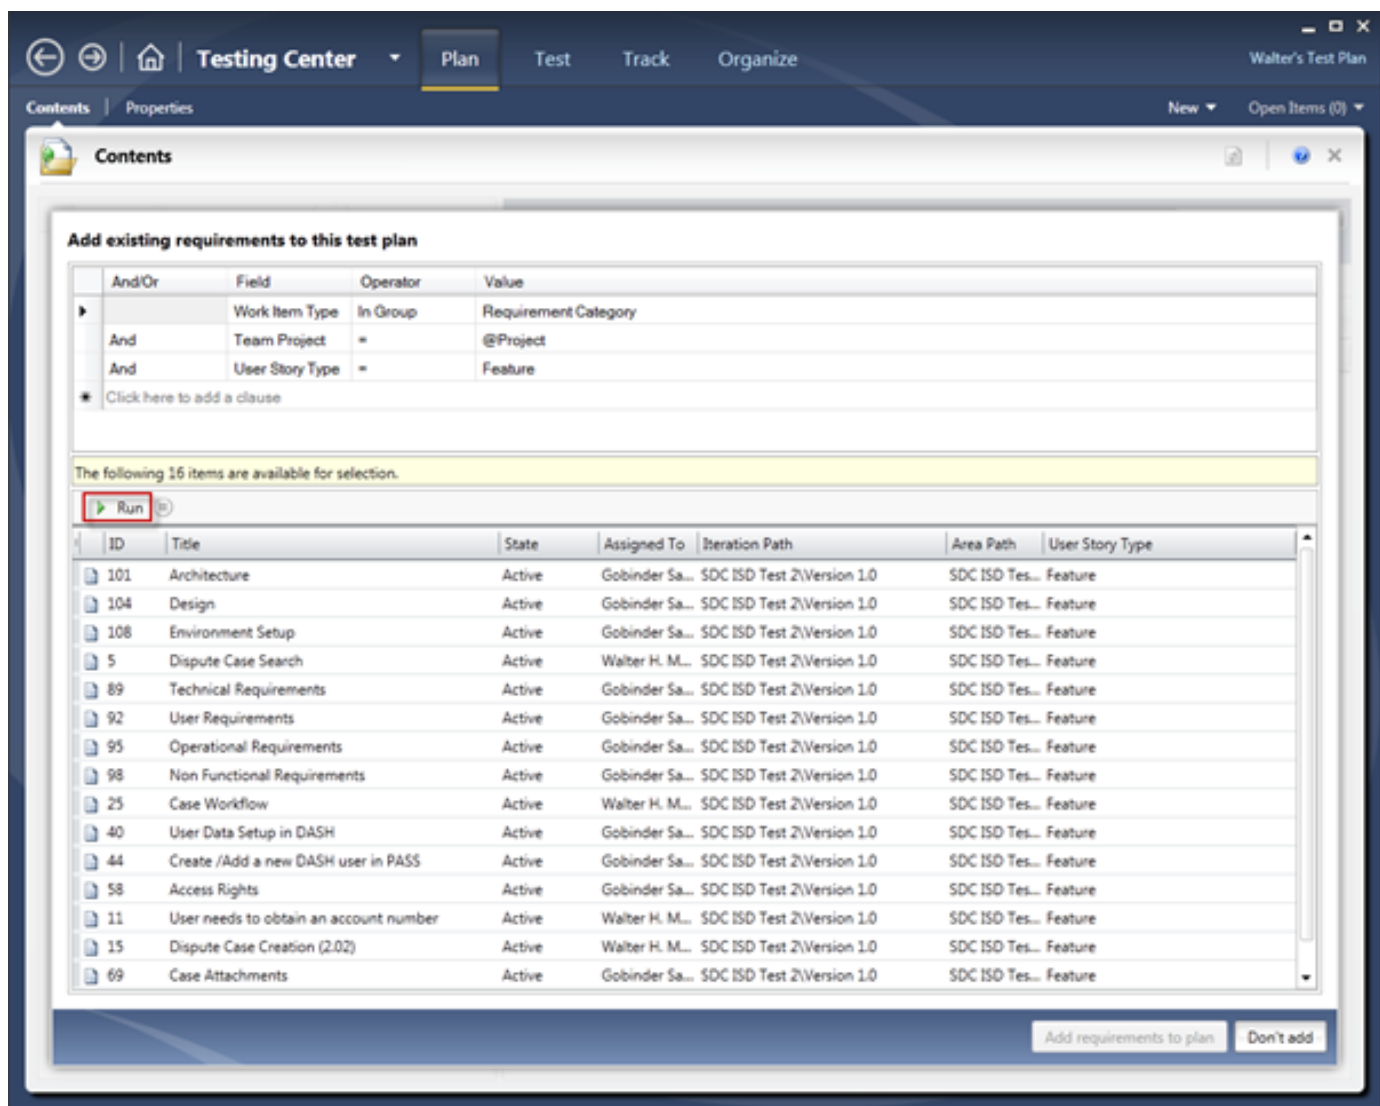 Testing Center Plan Test Track Organize Walter's Test Plan
Contents Properties New Open Items (0)
Contents
Add existing requirements to this test plan
And/Or Field Operator Value
Work Item Type In Group Requirement Category
And Team Project = @Project
And User Story Type = Feature
* Click here to add a clause
The following 16 items are available for selection.
Run
ID Title State Assigned To Iteration Path Area Path User Story Type
101 Architecture Active Gobinder Sa... SDC ISD Test 2\Version 1.0 SDC ISD Tes... Feature
104 Design Active Gobinder Sa... SDC ISD Test 2\Version 1.0 SDC ISD Tes... Feature
108 Environment Setup Active Gobinder Sa... SDC ISD Test 2\Version 1.0 SDC ISD Tes... Feature
5 Dispute Case Search Active Walter H. M... SDC ISD Test 2\Version 1.0 SDC ISD Tes... Feature
89 Technical Requirements Active Gobinder Sa... SDC ISD Test 2\Version 1.0 SDC ISD Tes... Feature
92 User Requirements Active Gobinder Sa... SDC ISD Test 2\Version 1.0 SDC ISD Tes... Feature
95 Operational Requirements Active Gobinder Sa... SDC ISD Test 2\Version 1.0 SDC ISD Tes... Feature
98 Non Functional Requirements Active Gobinder Sa... SDC ISD Test 2\Version 1.0 SDC ISD Tes... Feature
25 Case Workflow Active Walter H. M... SDC ISD Test 2\Version 1.0 SDC ISD Tes... Feature
40 User Data Setup in DASH Active Gobinder Sa... SDC ISD Test 2\Version 1.0 SDC ISD Tes... Feature
44 Create /Add a new DASH user in PASS Active Gobinder Sa... SDC ISD Test 2\Version 1.0 SDC ISD Tes... Feature
58 Access Rights Active Gobinder Sa... SDC ISD Test 2\Version 1.0 SDC ISD Tes... Feature
11 User needs to obtain an account number Active Walter H. M... SDC ISD Test 2\Version 1.0 SDC ISD Tes... Feature
15 Dispute Case Creation (2.02) Active Walter H. M... SDC ISD Test 2\Version 1.0 SDC ISD Tes... Feature
69 Case Attachments Active Gobinder Sa... SDC ISD Test 2\Version 1.0 SDC ISD Tes... Feature
Add requirements to plan Don't add